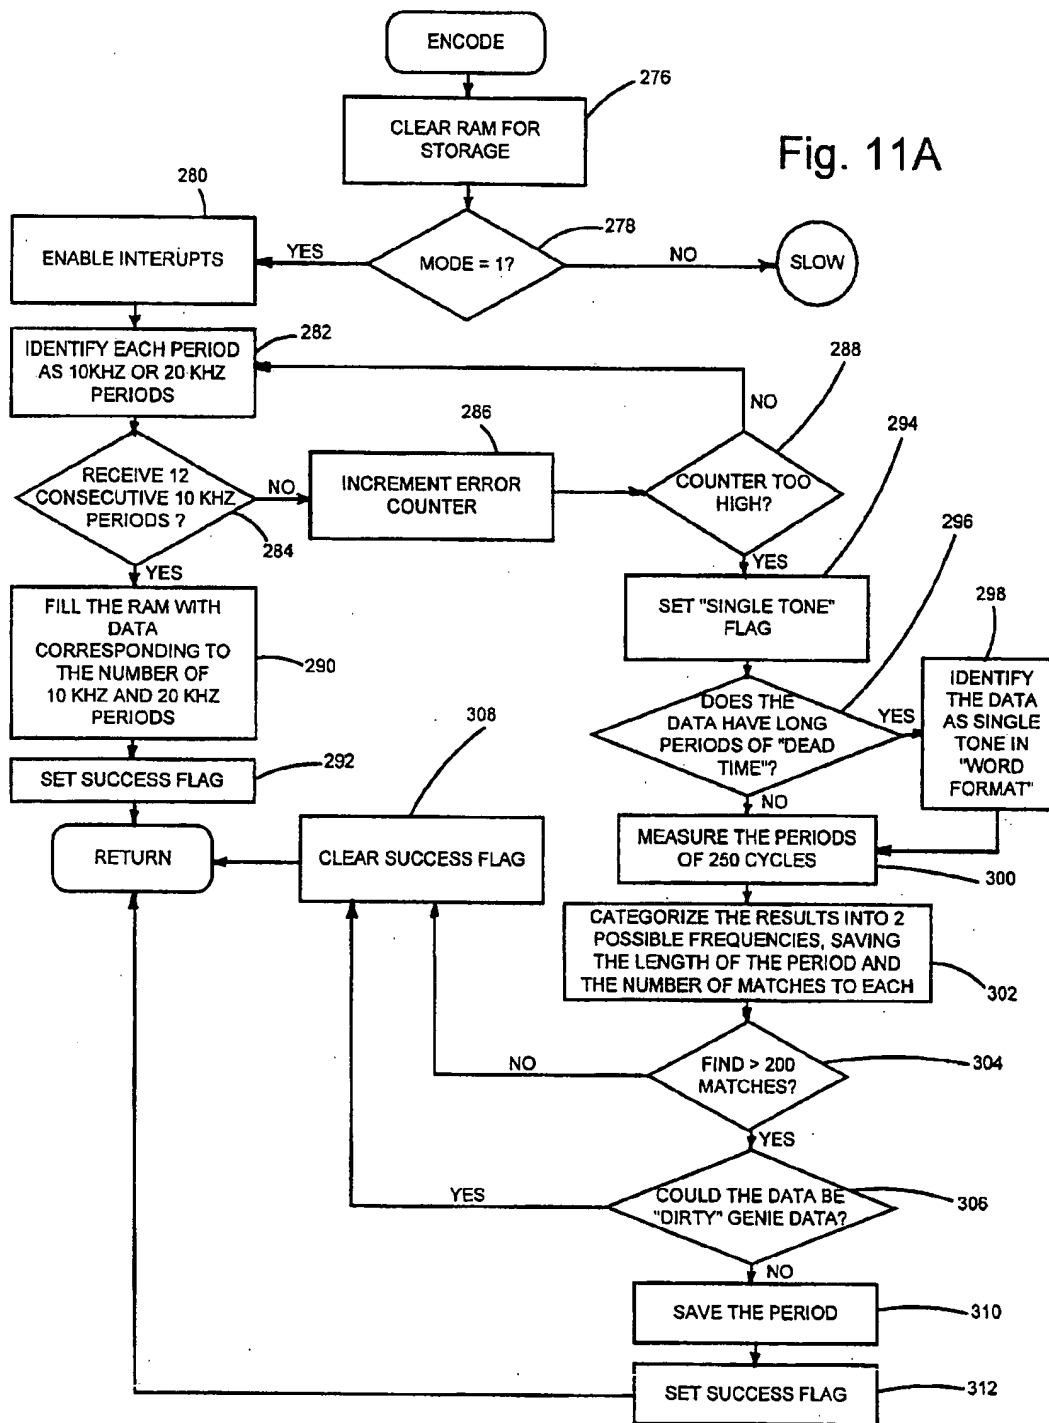 ENCODE
276
CLEAR RAM FOR
STORAGE
Fig. 11A
280
278
ENABLE INTERUPTS
YES
MODE = 1?
NO
SLOW
282
IDENTIFY EACH PERIOD
AS 10KHZ OR 20 KHZ
PERIODS
288
NO
286
294
RECEIVE 12
CONSECUTIVE 10 KHZ
PERIODS ?
NO
INCREMENT ERROR
COUNTER
COUNTER TOO
HIGH?
284
296
YES
YES
FILL THE RAM WITH
DATA
CORRESPONDING TO
THE NUMBER OF
10 KHZ AND 20 KHZ
PERIODS
290
SET "SINGLE TONE"
FLAG
298
IDENTIFY
THE DATA
AS SINGLE
TONE IN
"WORD
FORMAT"
DOES THE
DATA HAVE LONG
PERIODS OF "DEAD
TIME"?
YES
308
292
SET SUCCESS FLAG
NO
RETURN
CLEAR SUCCESS FLAG
MEASURE THE PERIODS
OF 250 CYCLES
300
CATEGORIZE THE RESULTS INTO 2
POSSIBLE FREQUENCIES, SAVING
THE LENGTH OF THE PERIOD AND
THE NUMBER OF MATCHES TO EACH
302
NO
FIND > 200
MATCHES?
304
YES
YES
COULD THE DATA BE
"DIRTY" GENIE DATA?
306
NO
SAVE THE PERIOD
310
SET SUCCESS FLAG
312